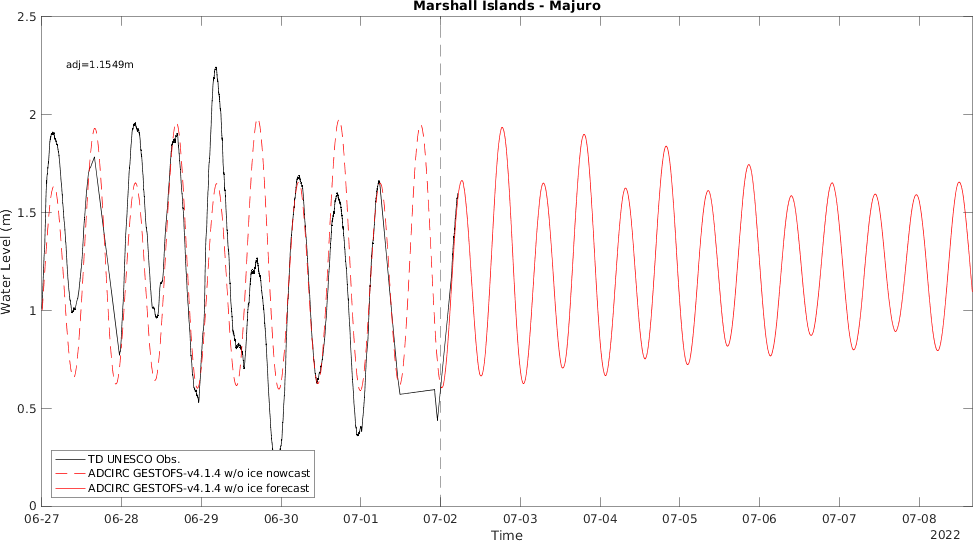 Marshall Islands - Majuro
adj=1.1549m
Water Level (m)
2.5
2
1.5
1
0.5
0
TD UNESCO Obs.
ADCIRC GESTOFS-v4.1.4 w/o ice nowcast
ADCIRC GESTOFS-v4.1.4 w/o ice forecast
06-27 06-28 06-29 06-30 07-01 07-02 07-03 07-04 07-05 07-06 07-07 07-08
Time
2022